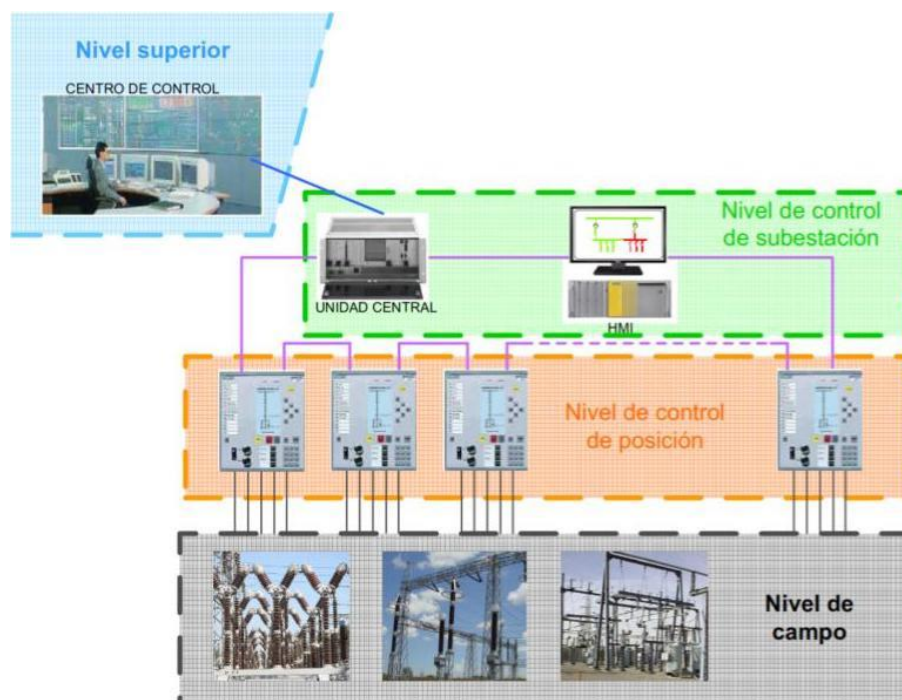 Nivel superior
CENTRO DE CONTROL
Nivel de control
de subestación
UNIDAD CENTRAL
HMI
Nivel de control
de posición
Nivel de
campo